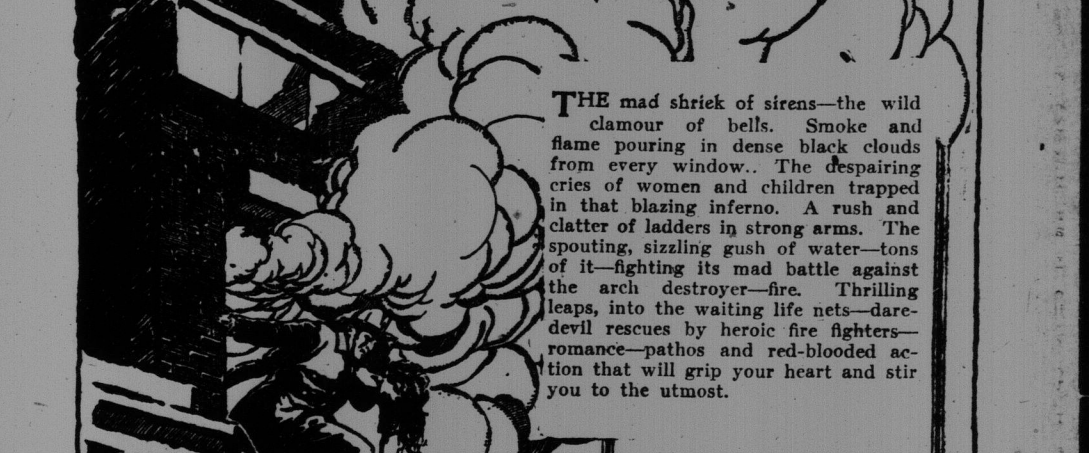 THE mad shriek of sirens—the wild
clamour of bells. Smoke and
flame pouring in dense black clouds
from every window.. The despairing
cries of women and children trapped
in that blazing inferno. A rush and
clatter of ladders in strong arms. The
spouting, sizzling gush of water—tons
of it—fighting its mad battle against
the arch destroyer—fire. Thrilling
leaps, into the waiting life nets—dare-
devil rescues by heroic fire fighters—
romance—pathos and red-blooded ac-
tion that will grip your heart and stir
you to the utmost.